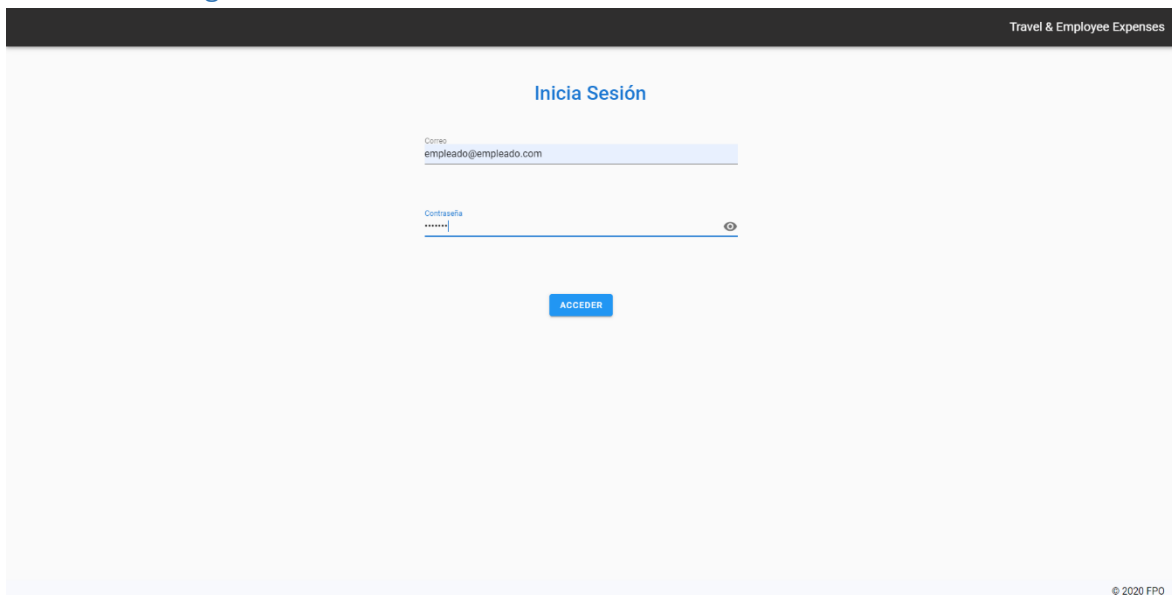 Travel & Employee Expenses
Inicia Sesión
Correo
empleado@empleado.com
Contraseña
•••••••
ACCEDER
© 2020 FPO